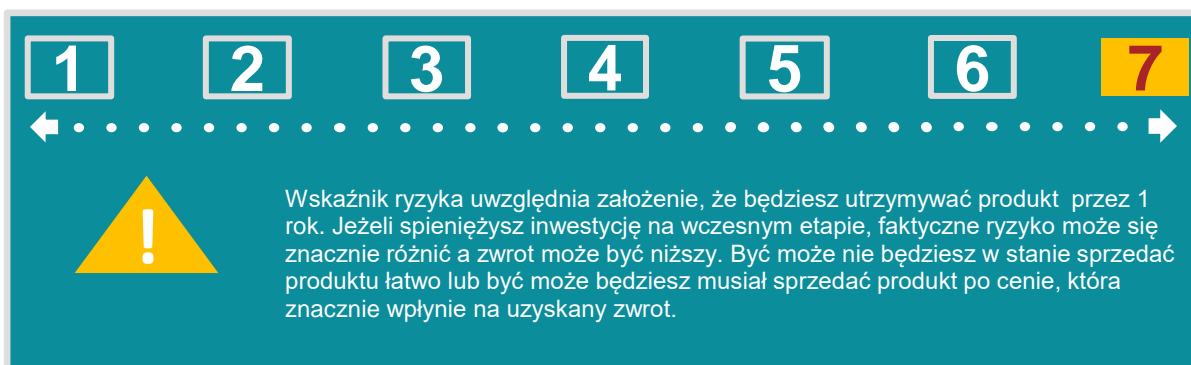 1 2 3 4 5 6 7
!
Wskaźnik ryzyka uwzględnia założenie, że będziesz utrzymywać produkt  przez 1
rok. Jeżeli spieniężysz inwestycję na wczesnym etapie, faktyczne ryzyko może się
znacznie różnić a zwrot może być niższy. Być może nie będziesz w stanie sprzedać
produktu łatwo lub być może będziesz musiał sprzedać produkt po cenie, która
znacznie wpłynie na uzyskany zwrot.